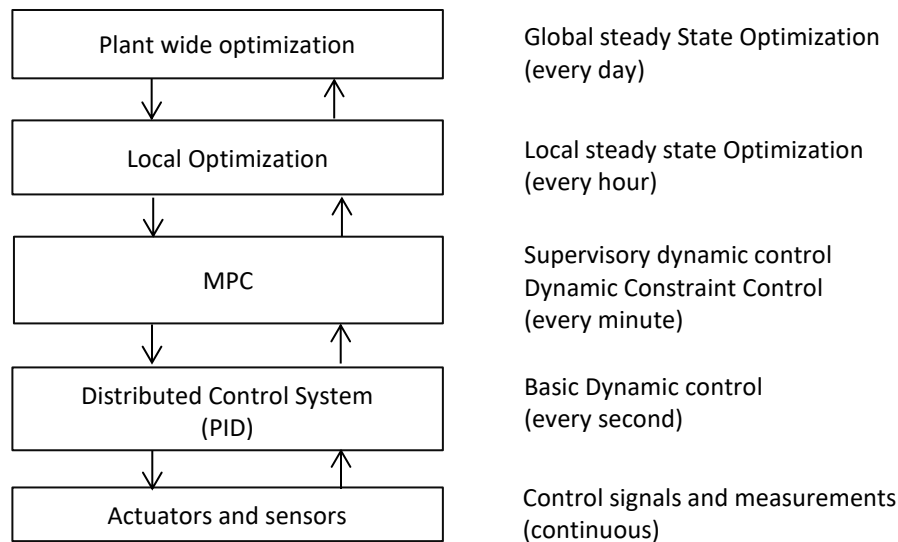 Plant wide optimization
Global steady State Optimization
(every day)
Local Optimization
Local steady state Optimization
(every hour)
MPC
Supervisory dynamic control
Dynamic Constraint Control
(every minute)
Distributed Control System
(PID)
Basic Dynamic control
(every second)
Actuators and sensors
Control signals and measurements
(continuous)